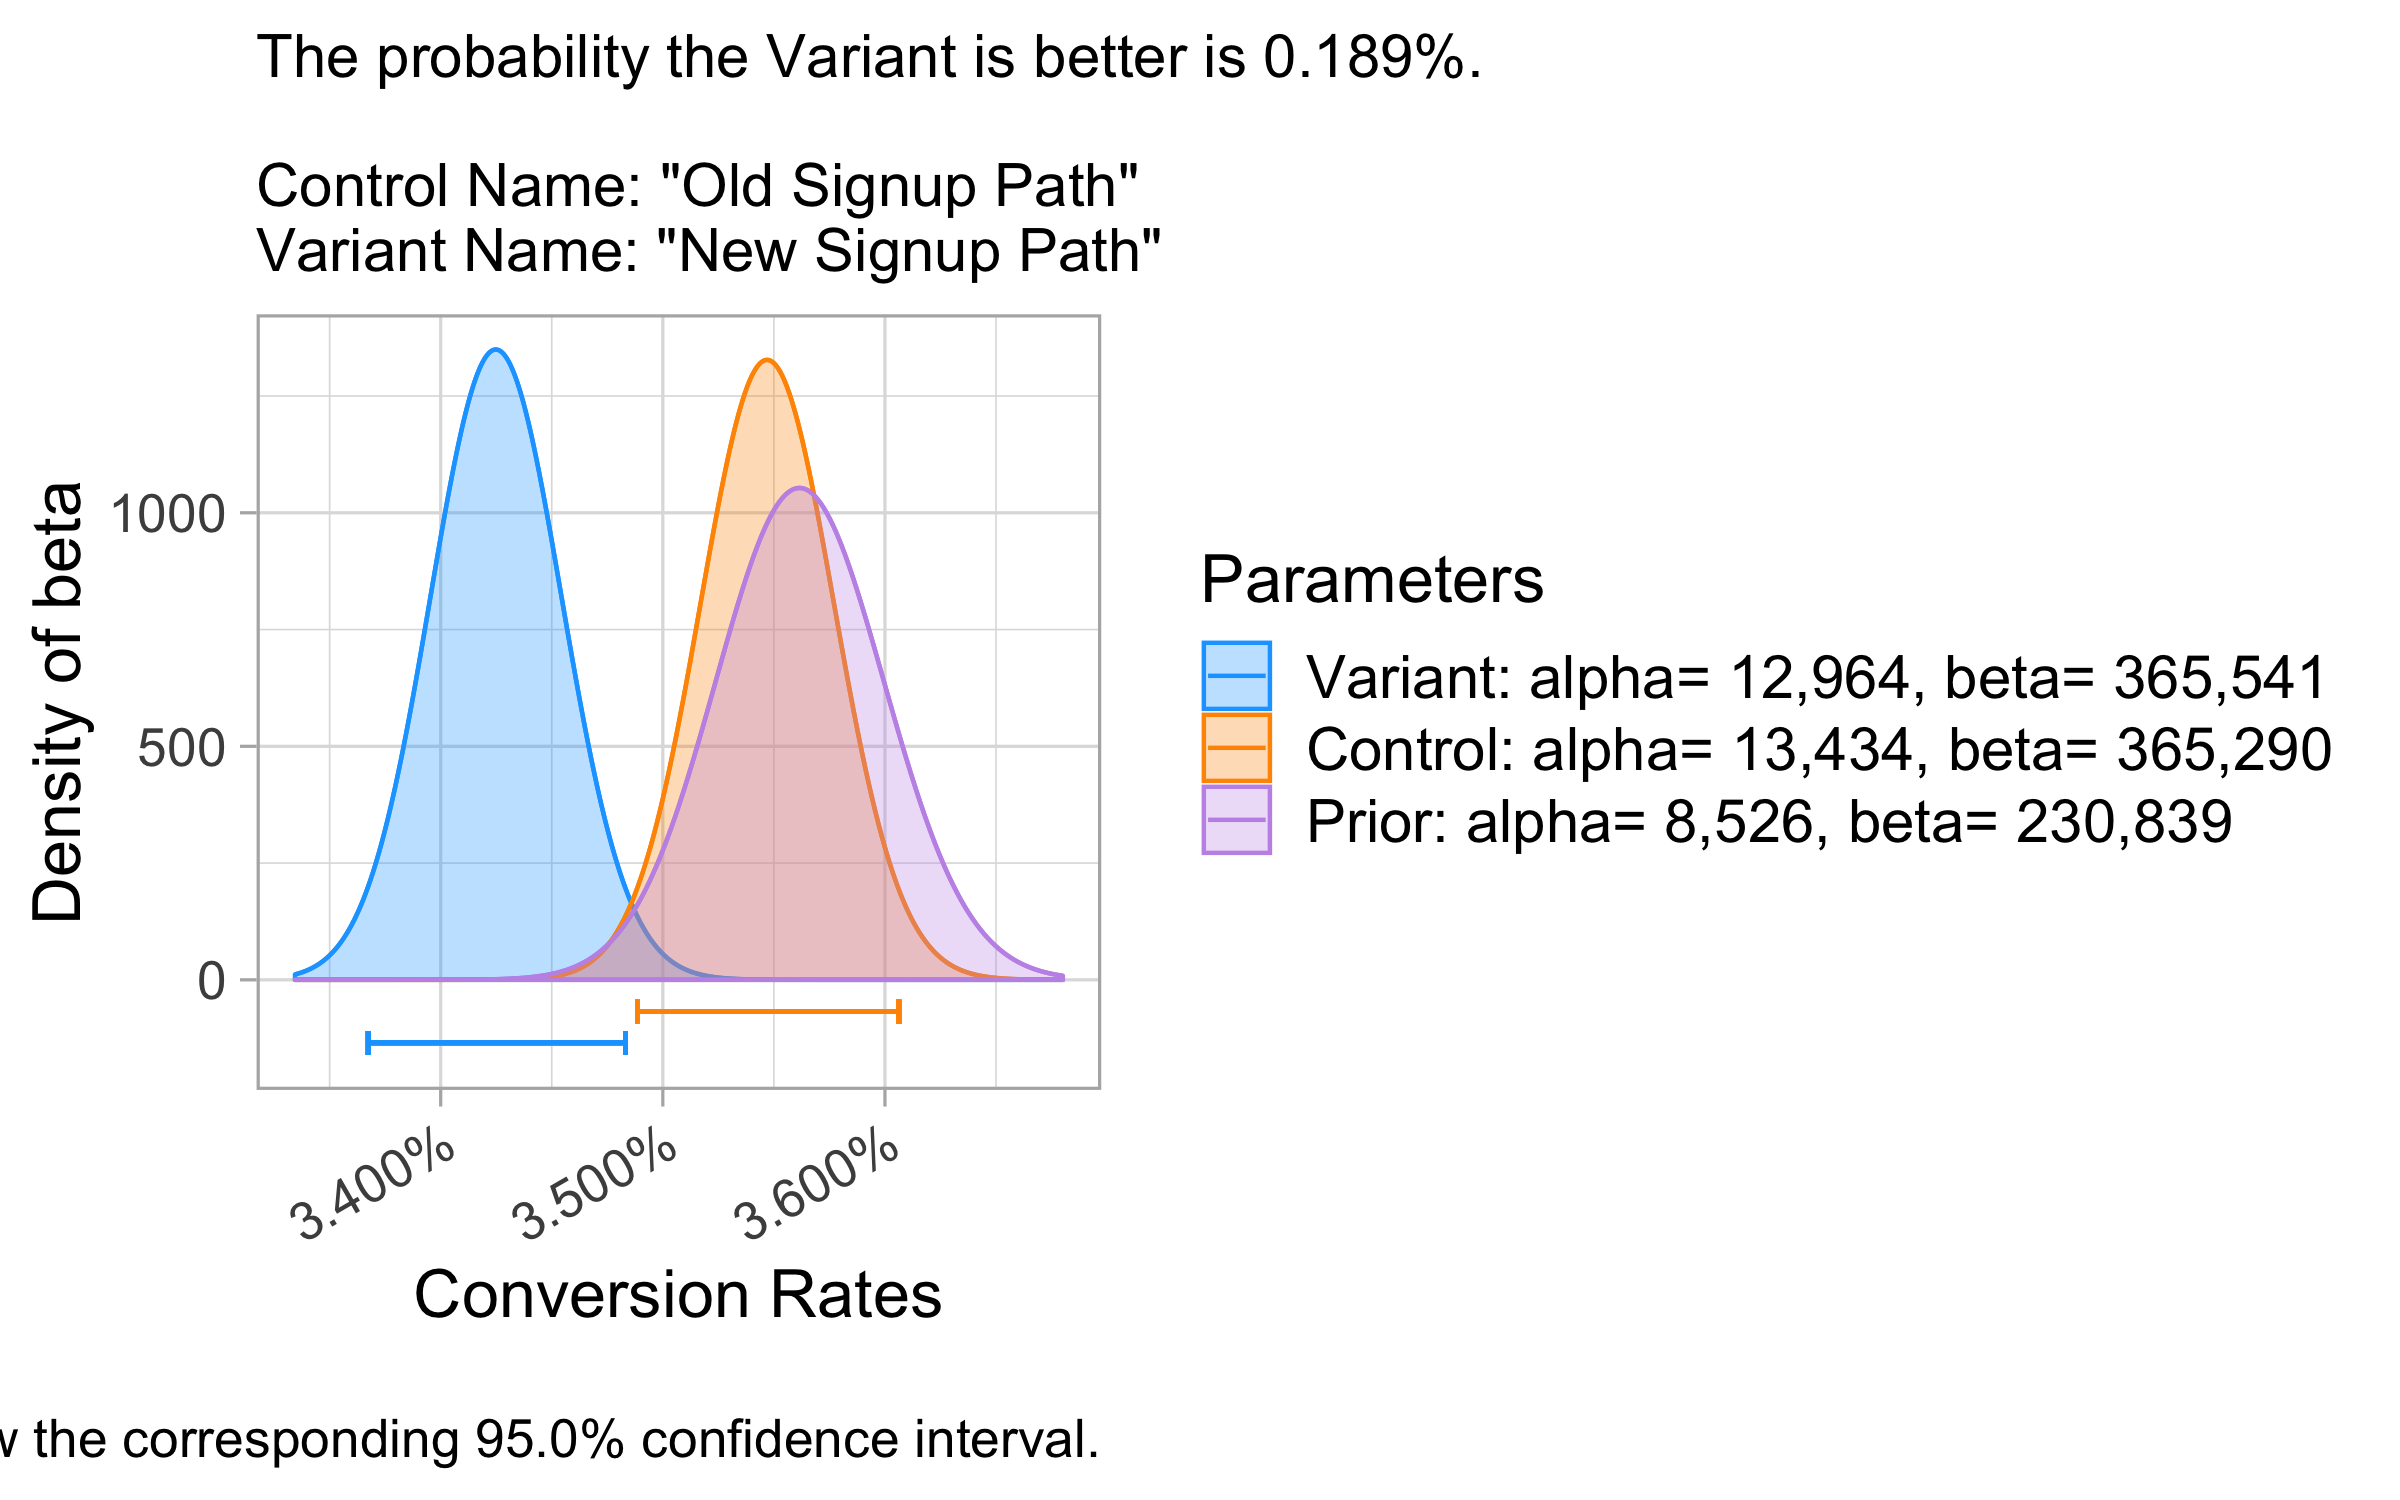 The probability the Variant is better is 0.189%.
Control Name: "Old Signup Path"
Variant Name: "New Signup Path"
Density of beta
1000
500
0
3.400%
3.500%
3.600%
Conversion Rates
Parameters
Variant: alpha= 12,964, beta= 365,541
Control: alpha= 13,434, beta= 365,290
Prior: alpha= 8,526, beta= 230,839
the corresponding 95.0% confidence interval.